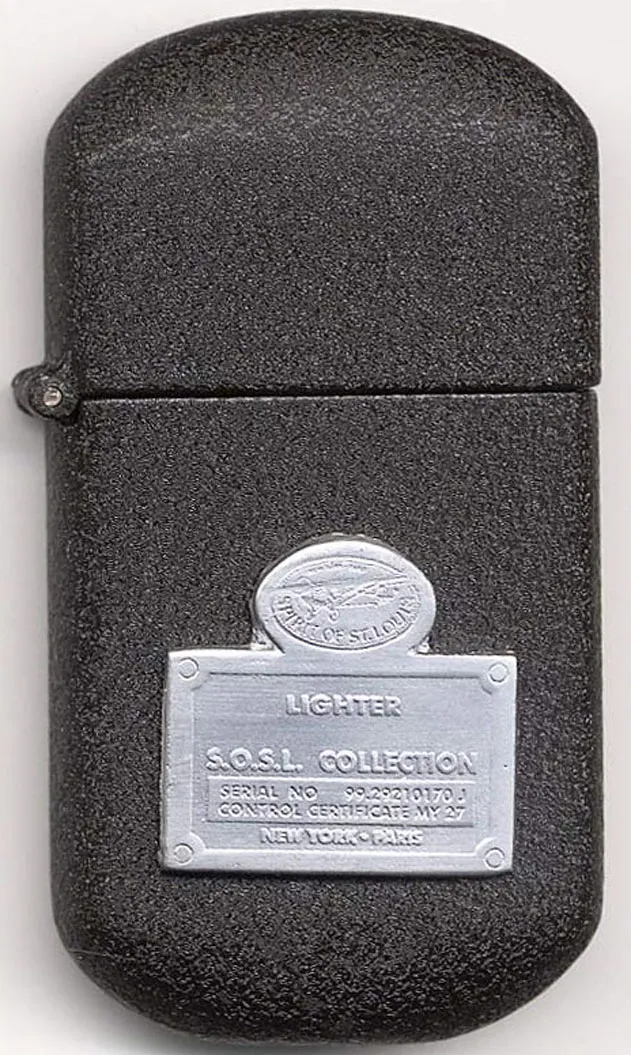 SPIRIT OF ST. LOUIS
LIGHTER
S.O.S.L. COLLECTION
SERIAL NO 99.29210170 J
CONTROL CERTIFICATE MY 27
NEW YORK • PARIS